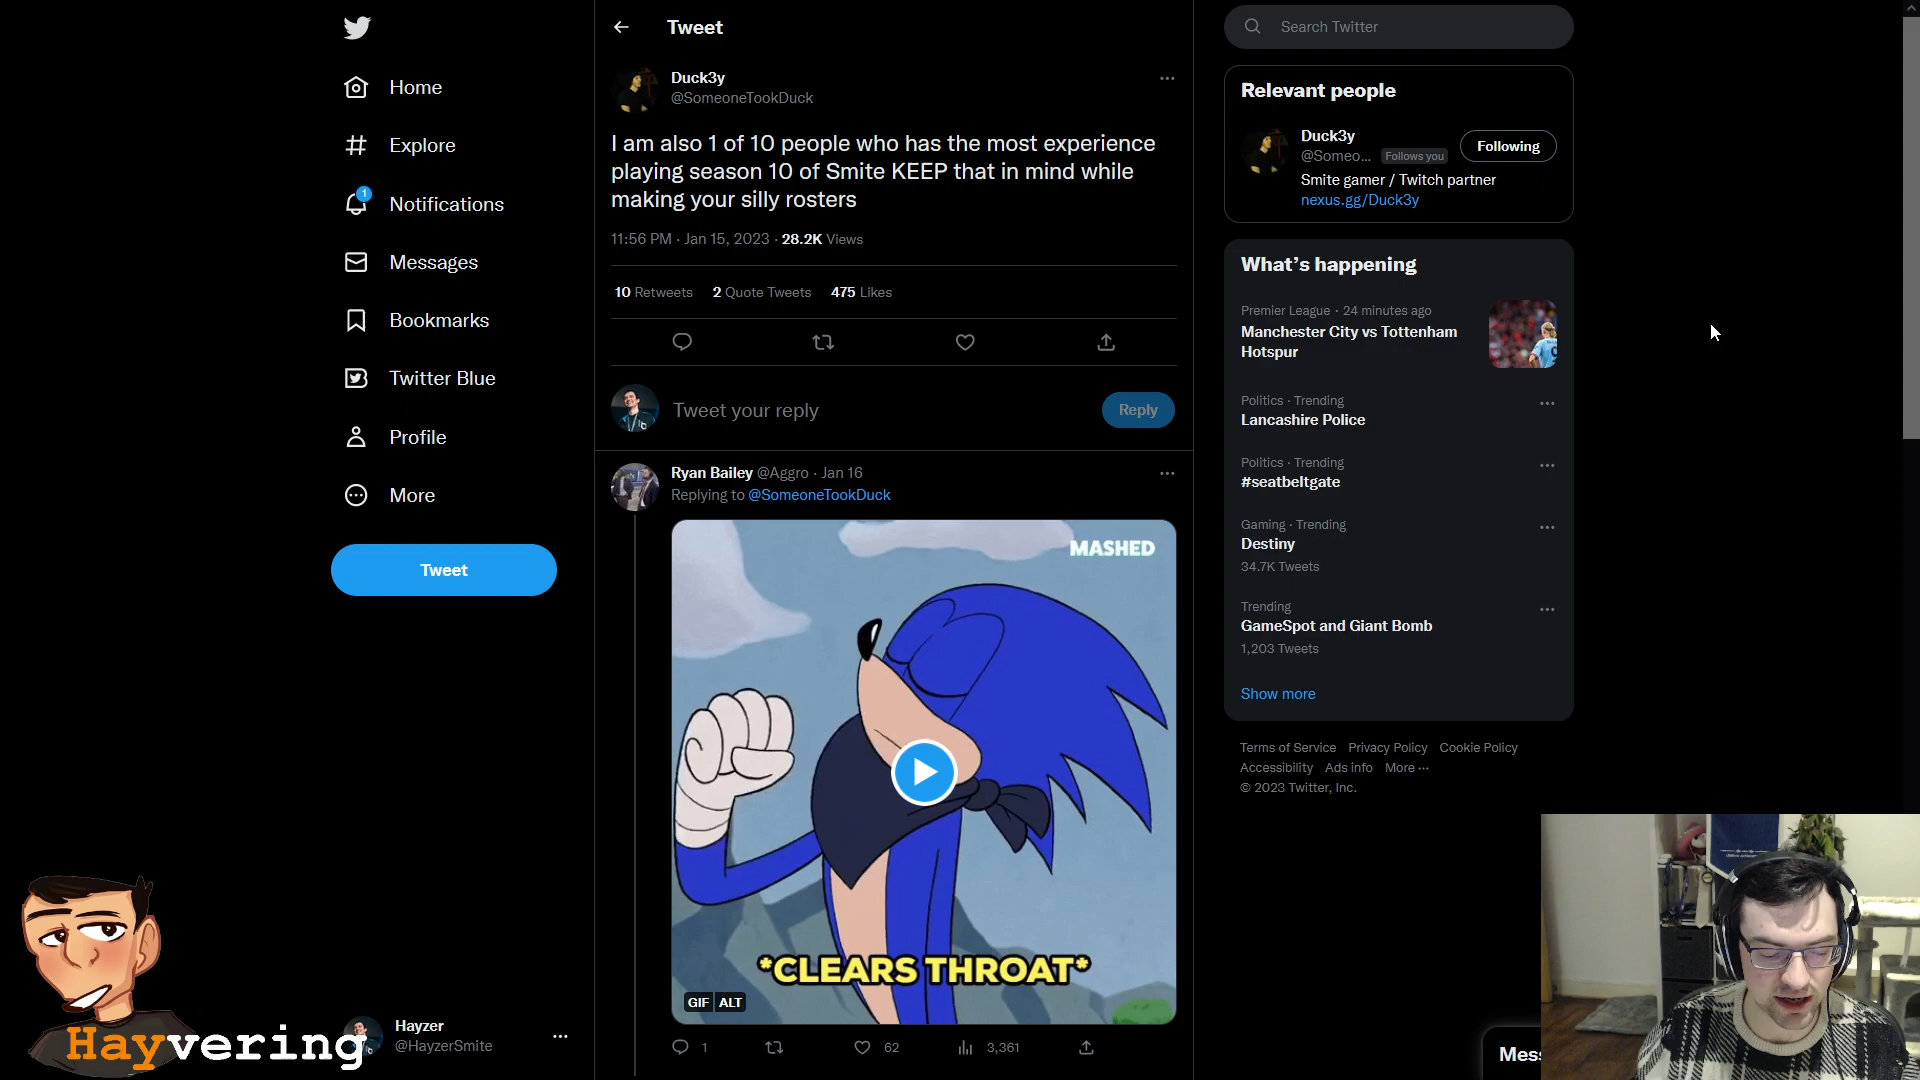 Home
Explore
1
Notifications
Messages
Bookmarks
Twitter Blue
Profile
More
Tweet
Hayzer
@HayzerSmite
Hayvering
Tweet
Duck3y
@SomeoneTookDuck
I am also 1 of 10 people who has the most experience
playing season 10 of Smite KEEP that in mind while
making your silly rosters
11:56 PM · Jan 15, 2023 · 28.2K Views
10 Retweets 2 Quote Tweets 475 Likes
Tweet your reply
Reply
Ryan Bailey @Aggro · Jan 16
Replying to @SomeoneTookDuck
MASHED
*CLEARS THROAT*
GIF ALT
1 62 3,361
Search Twitter
Relevant people
Duck3y
@Someo... Follows you
Following
Smite gamer / Twitch partner
nexus.gg/Duck3y
What's happening
Premier League · 24 minutes ago
Manchester City vs Tottenham
Hotspur
Politics · Trending
Lancashire Police
Politics · Trending
#seatbeltgate
Gaming · Trending
Destiny
34.7K Tweets
Trending
GameSpot and Giant Bomb
1,203 Tweets
Show more
Terms of Service Privacy Policy Cookie Policy
Accessibility Ads info More ···
© 2023 Twitter, Inc.
Mess